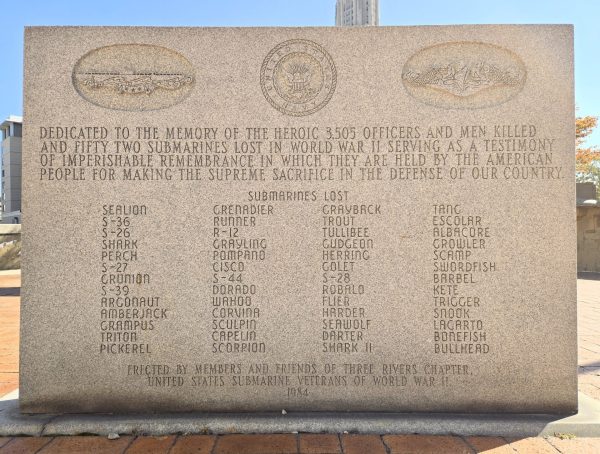 DEDICATED TO THE MEMORY OF THE HEROIC 3,505 OFFICERS AND MEN KILLED
AND FIFTY TWO SUBMARINES LOST IN WORLD WAR II SERVING AS A TESTIMONY
OF IMPERISHABLE REMEMBRANCE IN WHICH THEY ARE HELD BY THE AMERICAN
PEOPLE FOR MAKING THE SUPREME SACRIFICE IN THE DEFENSE OF OUR COUNTRY.
SUBMARINES LOST
SEALION GRENADIER GRAYBACK TANG
S-36 RUNNER TROUT ESCOLAR
S-26 R-12 TULLIBEE ALBACORE
SHARK GRAYLING GUDGEON GROWLER
PERCH POMPANO HERRING SCAMP
S-27 CISCO GOLET SWORDFISH
GRUNION S-44 S-28 BARBEL
S-39 DORADO ROBALO KETE
ARGONAUT WAHOO FLIER TRIGGER
AMBERJACK CORVINA HARDER SNOOK
GRAMPUS SCULPIN SEAWOLF LAGARTO
TRITON CAPELIN DARTER BONEFISH
PICKEREL SCORPION SHARK II BULLHEAD
ERECTED BY MEMBERS AND FRIENDS OF THREE RIVERS CHAPTER,
UNITED STATES SUBMARINE VETERANS OF WORLD WAR II.
1984